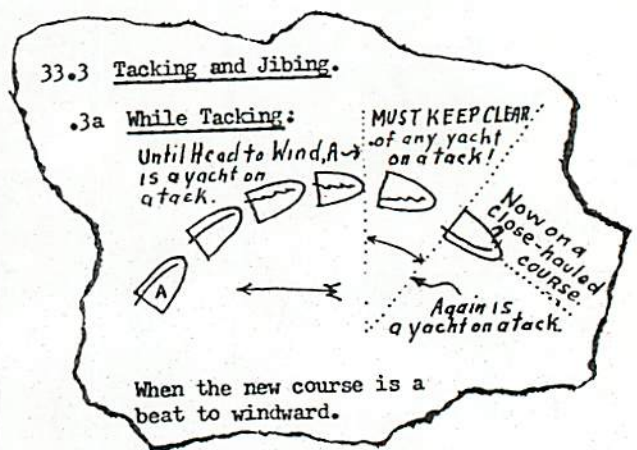 33.3 Tacking and Jibing.
.3a While Tacking:
Until Head to Wind, A→
is a yacht on
a tack.
MUST KEEP CLEAR
of any yacht
on a tack!
A
Now on a
close-hauled
course.
Again is
a yacht on a tack.
When the new course is a
beat to windward.